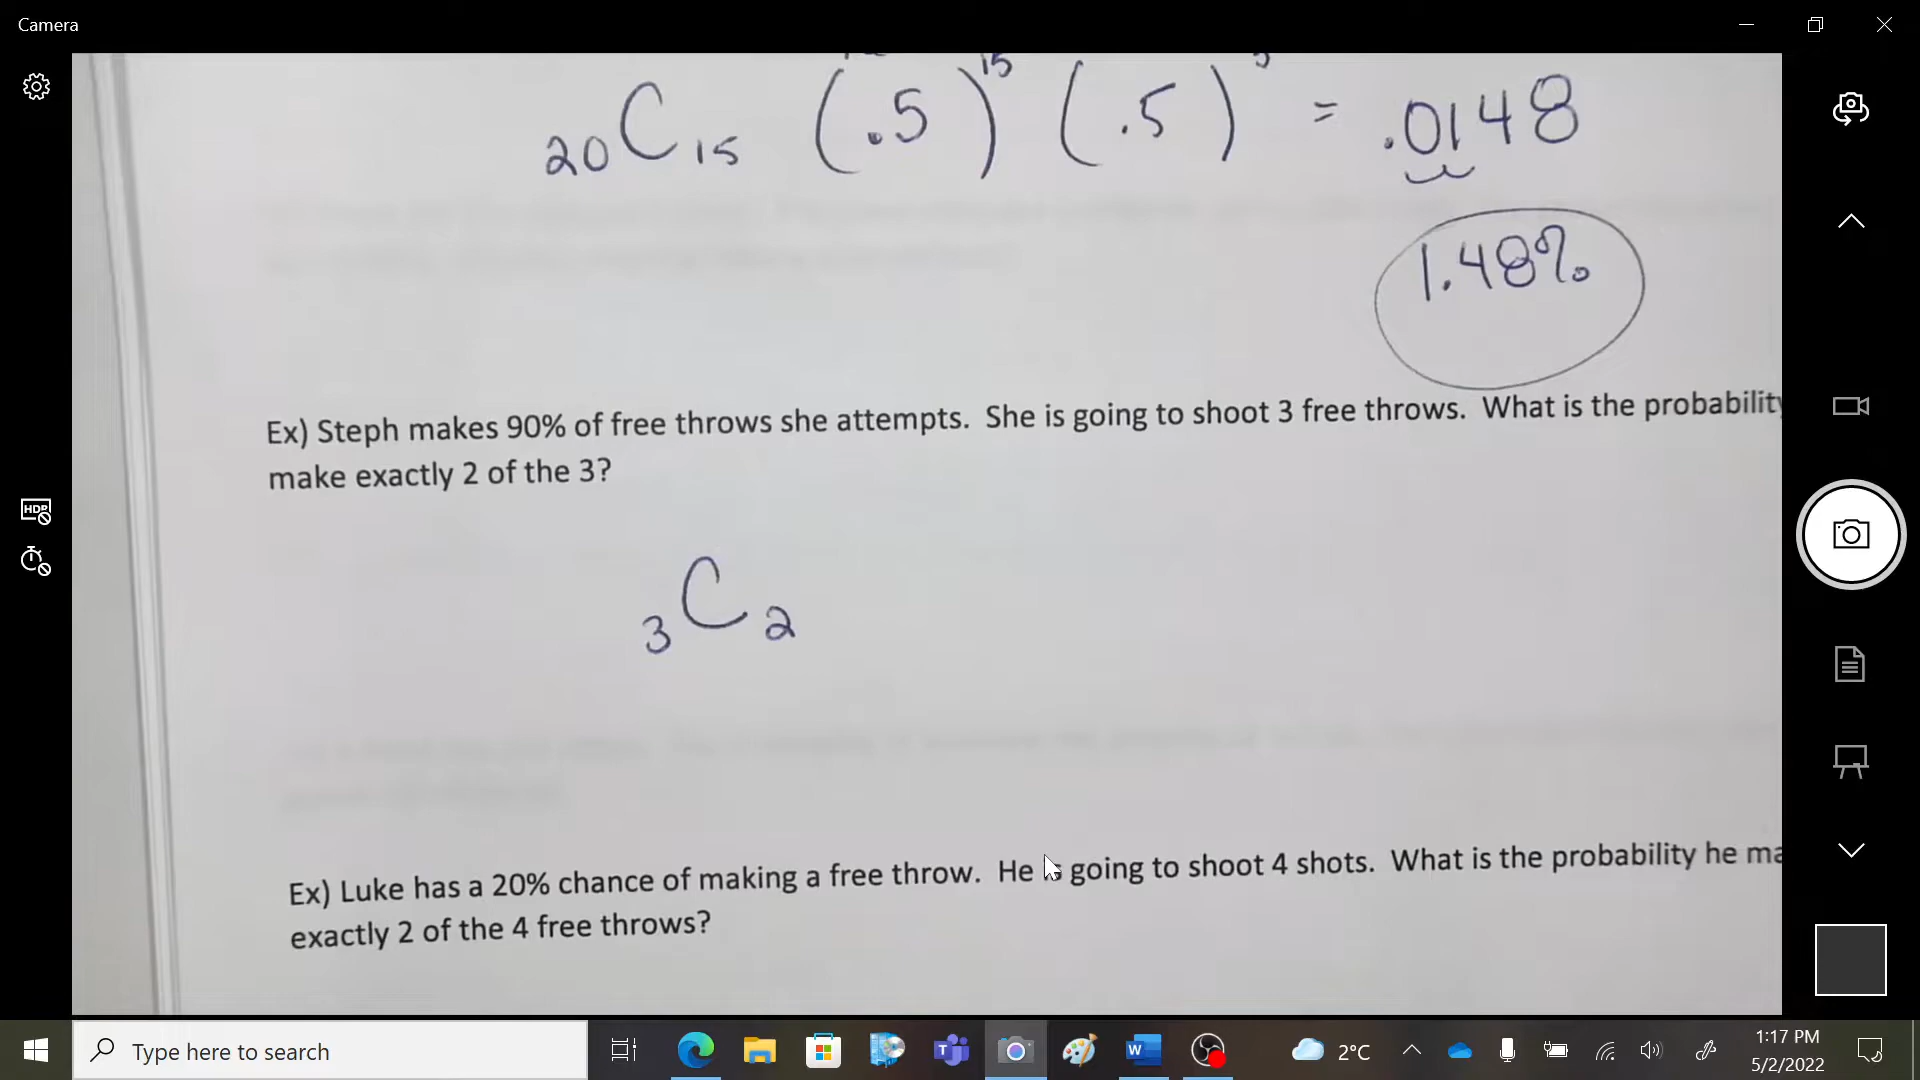 Camera
15
20C15 (.5) (.5) = .0148
1.48%
Ex) Steph makes 90% of free throws she attempts. She is going to shoot 3 free throws. What is the probability
make exactly 2 of the 3?
3C2
Ex) Luke has a 20% chance of making a free throw. He is going to shoot 4 shots. What is the probability he ma
exactly 2 of the 4 free throws?
HDR
Type here to search
2°C
1:17 PM
5/2/2022